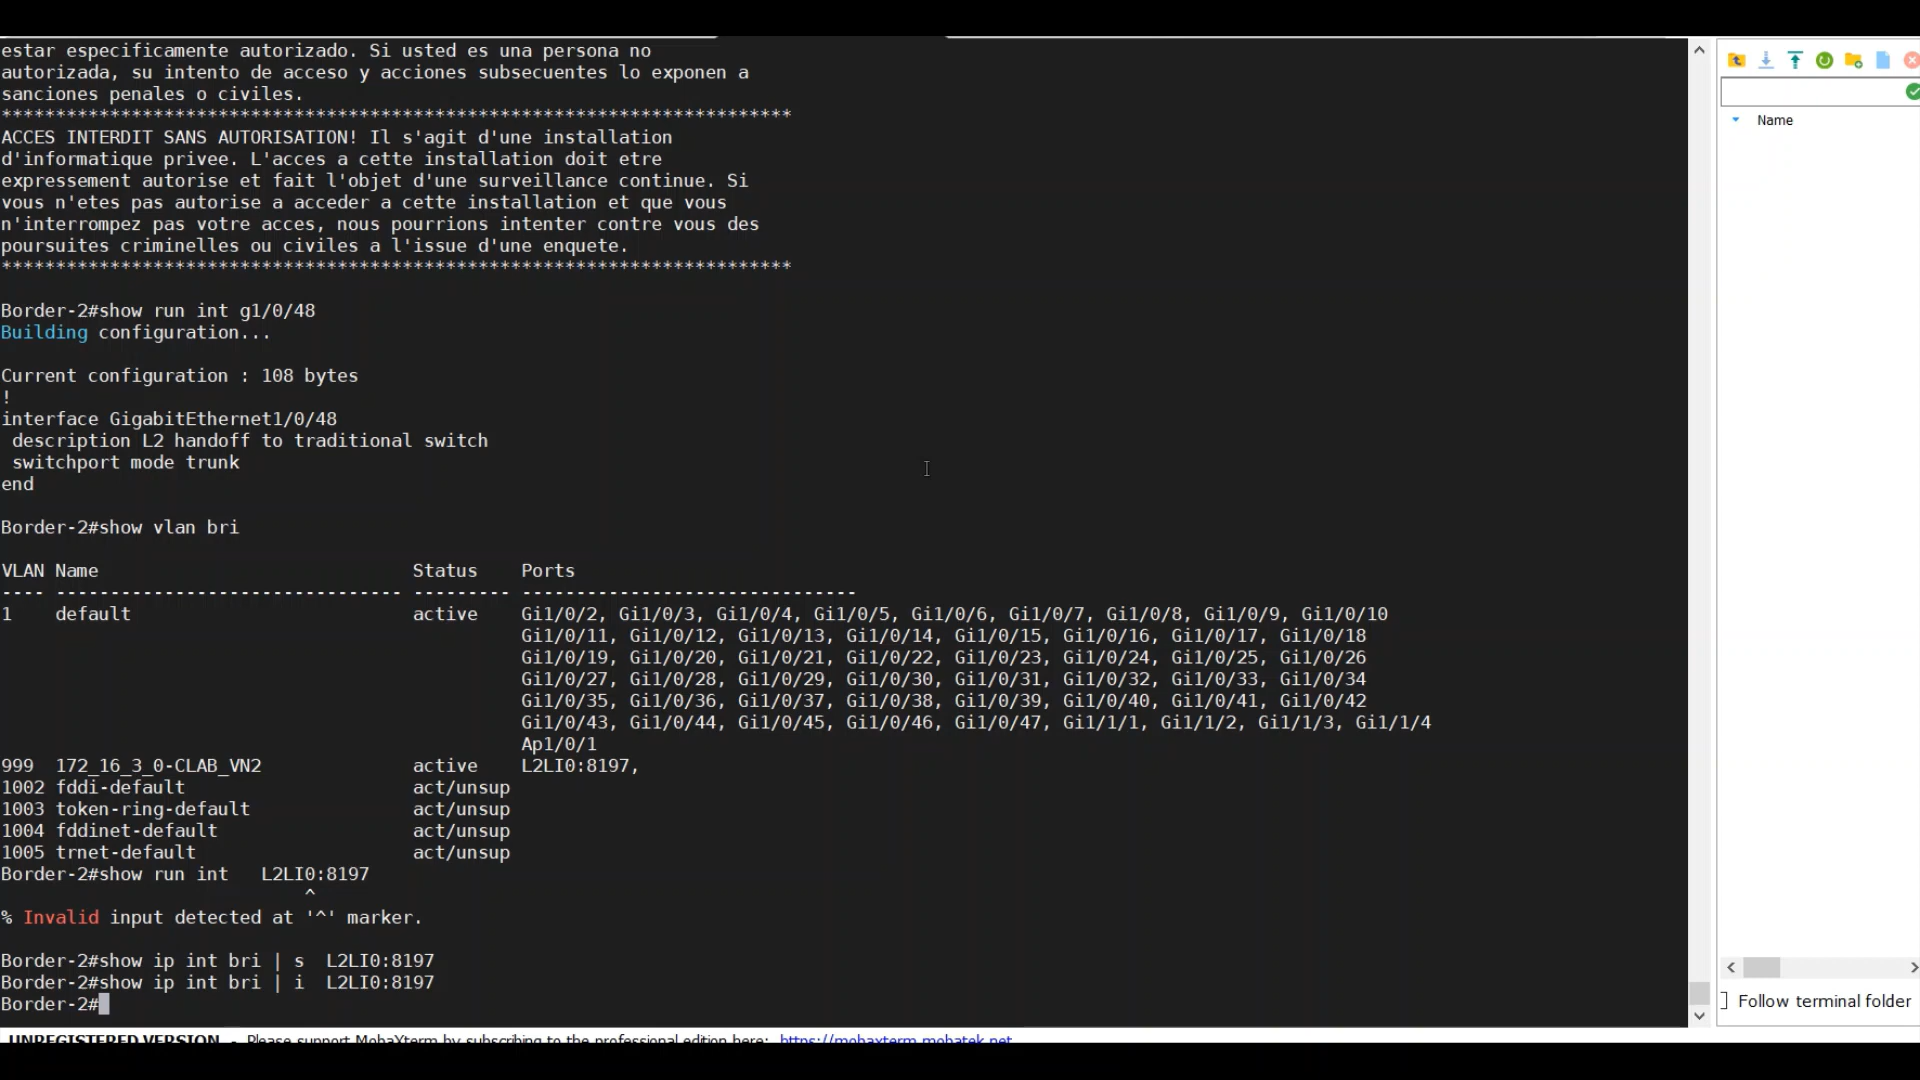 estar especificamente autorizado. Si usted es una persona no
autorizada, su intento de acceso y acciones subsecuentes lo exponen a
sanciones penales o civiles.
*************************************************************************
ACCES INTERDIT SANS AUTORISATION! Il s'agit d'une installation
d'informatique privee. L'acces a cette installation doit etre
expressement autorise et fait l'objet d'une surveillance continue. Si
vous n'etes pas autorise a acceder a cette installation et que vous
n'interrompez pas votre acces, nous pourrions intenter contre vous des
poursuites criminelles ou civiles a l'issue d'une enquete.
*************************************************************************
Border-2#show run int g1/0/48
Building configuration...
Current configuration : 108 bytes
!
interface GigabitEthernet1/0/48
 description L2 handoff to traditional switch
 switchport mode trunk
end
Border-2#show vlan bri
VLAN Name                             Status    Ports
---- -------------------------------- --------- -------------------------------
1    default                          active    Gi1/0/2, Gi1/0/3, Gi1/0/4, Gi1/0/5, Gi1/0/6, Gi1/0/7, Gi1/0/8, Gi1/0/9, Gi1/0/10
                                                Gi1/0/11, Gi1/0/12, Gi1/0/13, Gi1/0/14, Gi1/0/15, Gi1/0/16, Gi1/0/17, Gi1/0/18
                                                Gi1/0/19, Gi1/0/20, Gi1/0/21, Gi1/0/22, Gi1/0/23, Gi1/0/24, Gi1/0/25, Gi1/0/26
                                                Gi1/0/27, Gi1/0/28, Gi1/0/29, Gi1/0/30, Gi1/0/31, Gi1/0/32, Gi1/0/33, Gi1/0/34
                                                Gi1/0/35, Gi1/0/36, Gi1/0/37, Gi1/0/38, Gi1/0/39, Gi1/0/40, Gi1/0/41, Gi1/0/42
                                                Gi1/0/43, Gi1/0/44, Gi1/0/45, Gi1/0/46, Gi1/0/47, Gi1/1/1, Gi1/1/2, Gi1/1/3, Gi1/1/4
                                                Ap1/0/1
999  172_16_3_0-CLAB_VN2              active    L2LI0:8197,
1002 fddi-default                     act/unsup
1003 token-ring-default               act/unsup
1004 fddinet-default                  act/unsup
1005 trnet-default                    act/unsup
Border-2#show run int   L2LI0:8197
                            ^
% Invalid input detected at '^' marker.
Border-2#show ip int bri | s  L2LI0:8197
Border-2#show ip int bri | i  L2LI0:8197
Border-2#
Name
Follow terminal folder
UNREGISTERED VERSION  -  Please support MobaXterm by subscribing to the professional edition here:  https://mobaxterm.mobatek.net